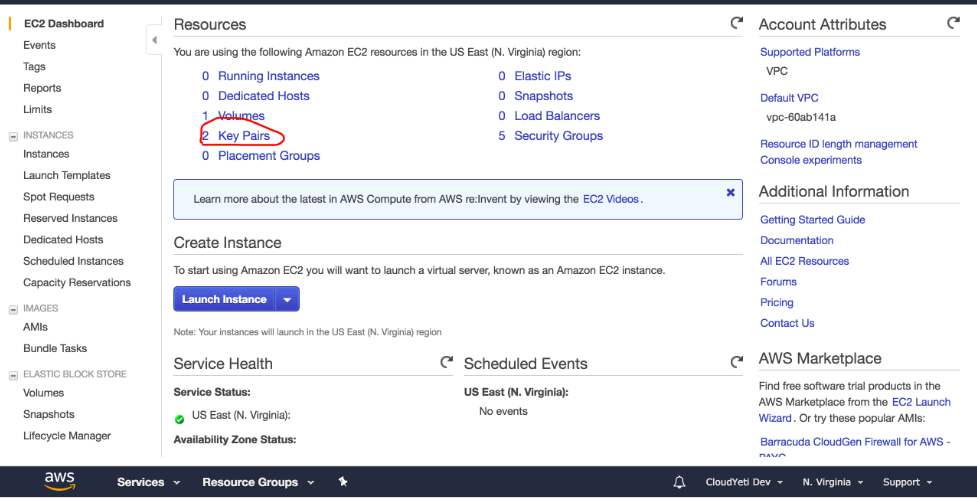 EC2 Dashboard
Events
Tags
Reports
Limits
INSTANCES
Instances
Launch Templates
Spot Requests
Reserved Instances
Dedicated Hosts
Scheduled Instances
Capacity Reservations
IMAGES
AMIs
Bundle Tasks
ELASTIC BLOCK STORE
Volumes
Snapshots
Lifecycle Manager
Resources
You are using the following Amazon EC2 resources in the US East (N. Virginia) region:
0 Running Instances
0 Dedicated Hosts
1 Volumes
2 Key Pairs
0 Placement Groups
0 Elastic IPs
0 Snapshots
0 Load Balancers
5 Security Groups
Learn more about the latest in AWS Compute from AWS re:Invent by viewing the EC2 Videos.
Create Instance
To start using Amazon EC2 you will want to launch a virtual server, known as an Amazon EC2 instance.
Launch Instance
Note: Your instances will launch in the US East (N. Virginia) region
Service Health
Service Status:
US East (N. Virginia):
Availability Zone Status:
Scheduled Events
US East (N. Virginia):
No events
Account Attributes
Supported Platforms
VPC
Default VPC
vpc-60ab141a
Resource ID length management
Console experiments
Additional Information
Getting Started Guide
Documentation
All EC2 Resources
Forums
Pricing
Contact Us
AWS Marketplace
Find free software trial products in the
AWS Marketplace from the EC2 Launch
Wizard. Or try these popular AMIs:
Barracuda CloudGen Firewall for AWS -
PAYG
aws
Services
Resource Groups
CloudYeti Dev
N. Virginia
Support